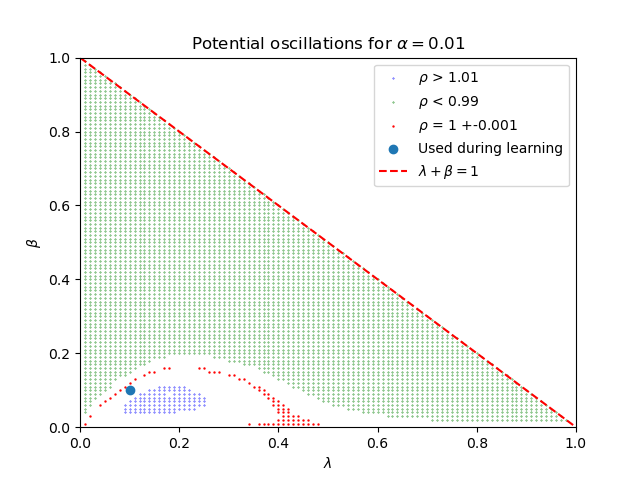 Potential oscillations for α = 0.01
ρ > 1.01
ρ < 0.99
ρ = 1 +-0.001
Used during learning
λ + β = 1
1.0
0.8
0.6
0.4
0.2
0.0
β
0.0 0.2 0.4 0.6 0.8 1.0
λ